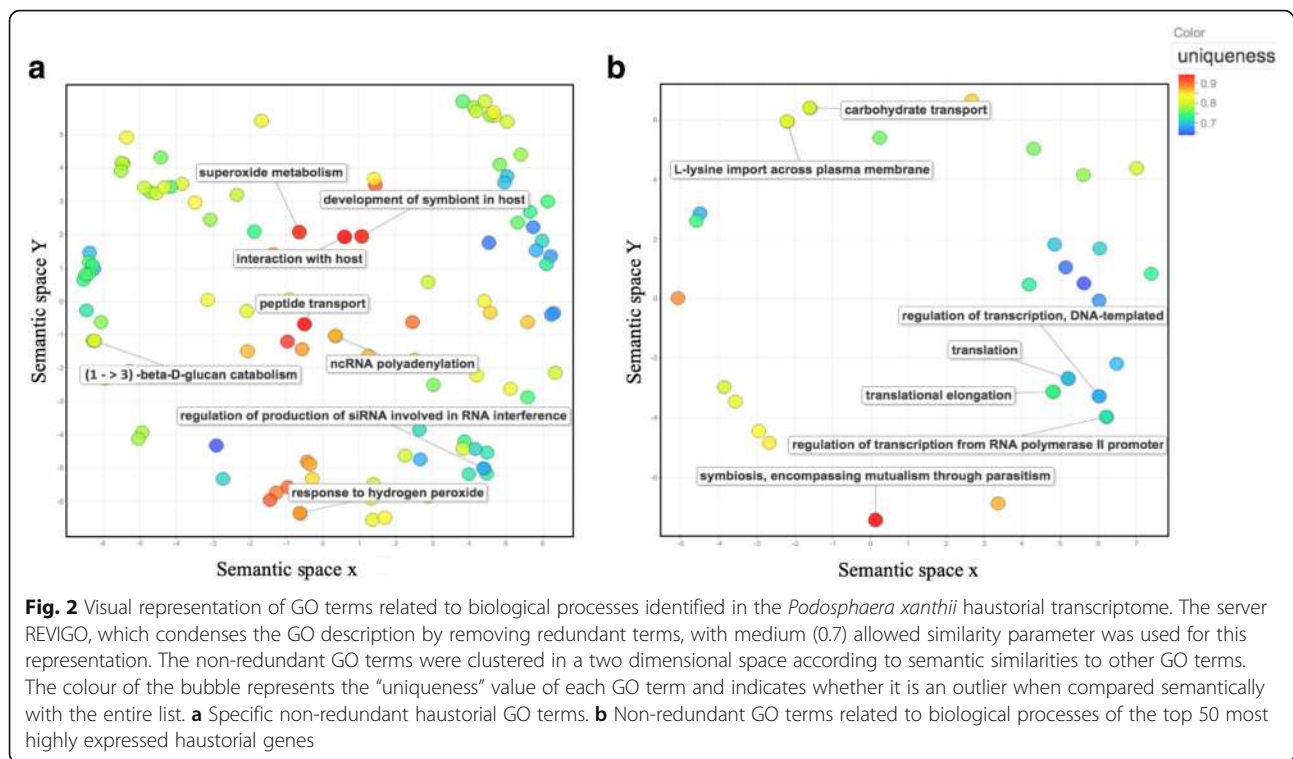 Color
uniqueness
0.9
0.8
0.7
a
b
superoxide metabolism
development of symbiont in host
interaction with host
peptide transport
ncRNA polyadenylation
(1 - > 3) -beta-D-glucan catabolism
regulation of production of siRNA involved in RNA interference
response to hydrogen peroxide
Semantic space Y
Semantic space x
carbohydrate transport
L-lysine import across plasma membrane
regulation of transcription, DNA-templated
translation
translational elongation
regulation of transcription from RNA polymerase II promoter
symbiosis, encompassing mutualism through parasitism
Semantic space Y
Semantic space x
Fig. 2 Visual representation of GO terms related to biological processes identified in the Podosphaera xanthii haustorial transcriptome. The server
REVIGO, which condenses the GO description by removing redundant terms, with medium (0.7) allowed similarity parameter was used for this
representation. The non-redundant GO terms were clustered in a two dimensional space according to semantic similarities to other GO terms.
The colour of the bubble represents the “uniqueness” value of each GO term and indicates whether it is an outlier when compared semantically
with the entire list. a Specific non-redundant haustorial GO terms. b Non-redundant GO terms related to biological processes of the top 50 most
highly expressed haustorial genes